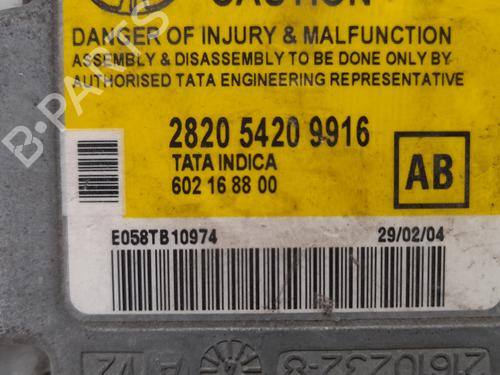 CAUTION
DANGER OF INJURY & MALFUNCTION
ASSEMBLY & DISASSEMBLY TO BE DONE ONLY BY
AUTHORISED TATA ENGINEERING REPRESENTATIVE
2820 5420 9916
TATA INDICA
602 16 88 00
AB
E058TB10974
29/02/04
B-PARTS